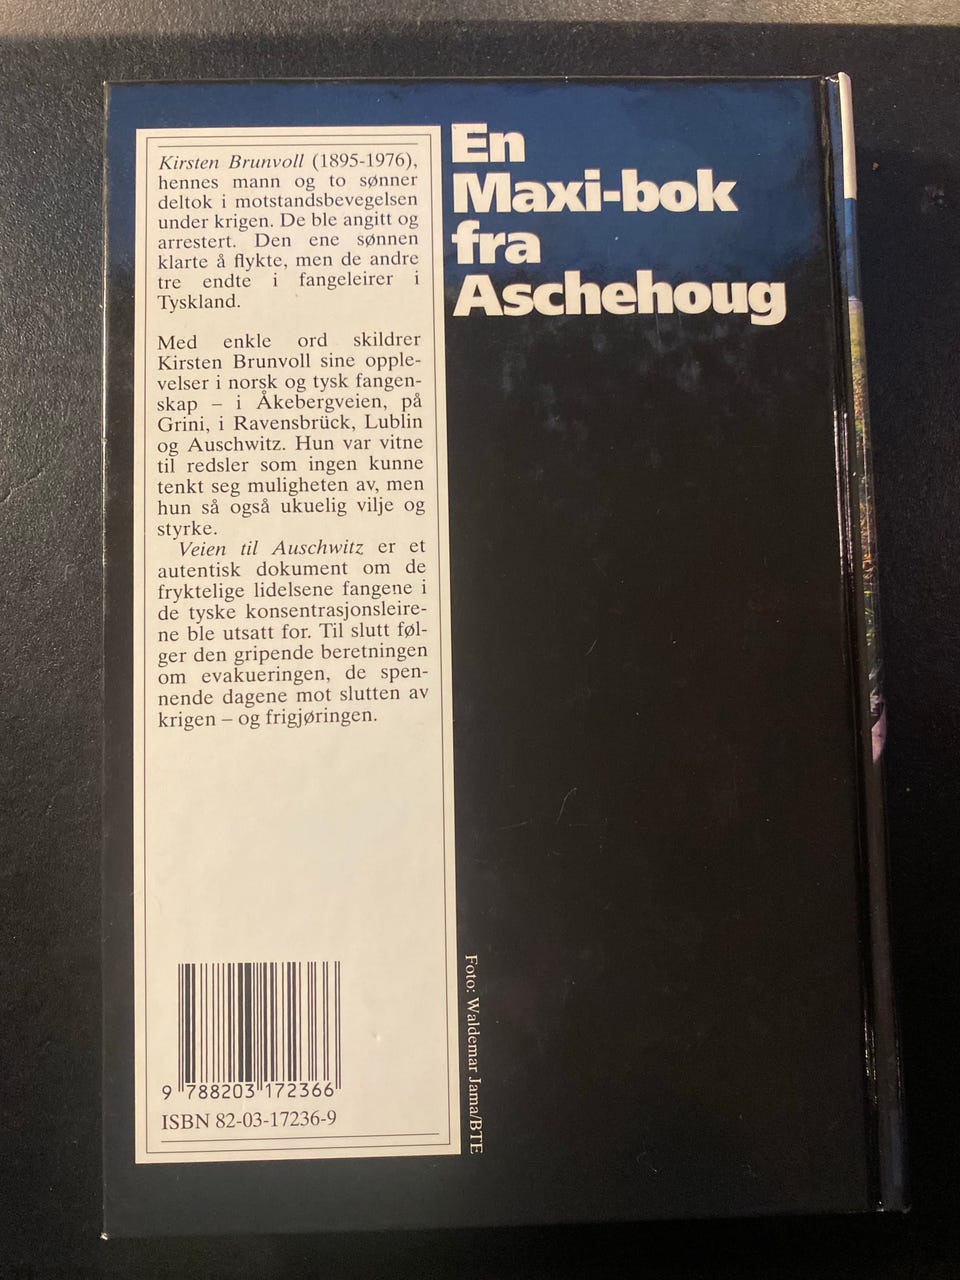 Kirsten Brunvoll (1895-1976),
hennes mann og to sønner
deltok i motstandsbevegelsen
under krigen. De ble angitt og
arrestert. Den ene sønnen
klarte å flykte, men de andre
tre endte i fangeleirer i
Tyskland.
Med enkle ord skildrer
Kirsten Brunvoll sine opple-
velser i norsk og tysk fangen-
skap – i Åkebergveien, på
Grini, i Ravensbrück, Lublin
og Auschwitz. Hun var vitne
til redsler som ingen kunne
tenkt seg muligheten av, men
hun så også ukuelig vilje og
styrke.
Veien til Auschwitz er et
autentisk dokument om de
fryktelige lidelsene fangene i
de tyske konsentrasjonsleire-
ne ble utsatt for. Til slutt føl-
ger den gripende beretningen
om evakueringen, de spen-
nende dagene mot slutten av
krigen – og frigjøringen.
9 788203 172366
ISBN 82-03-17236-9
En
Maxi-bok
fra
Aschehoug
Foto: Waldemar Jama/BTE